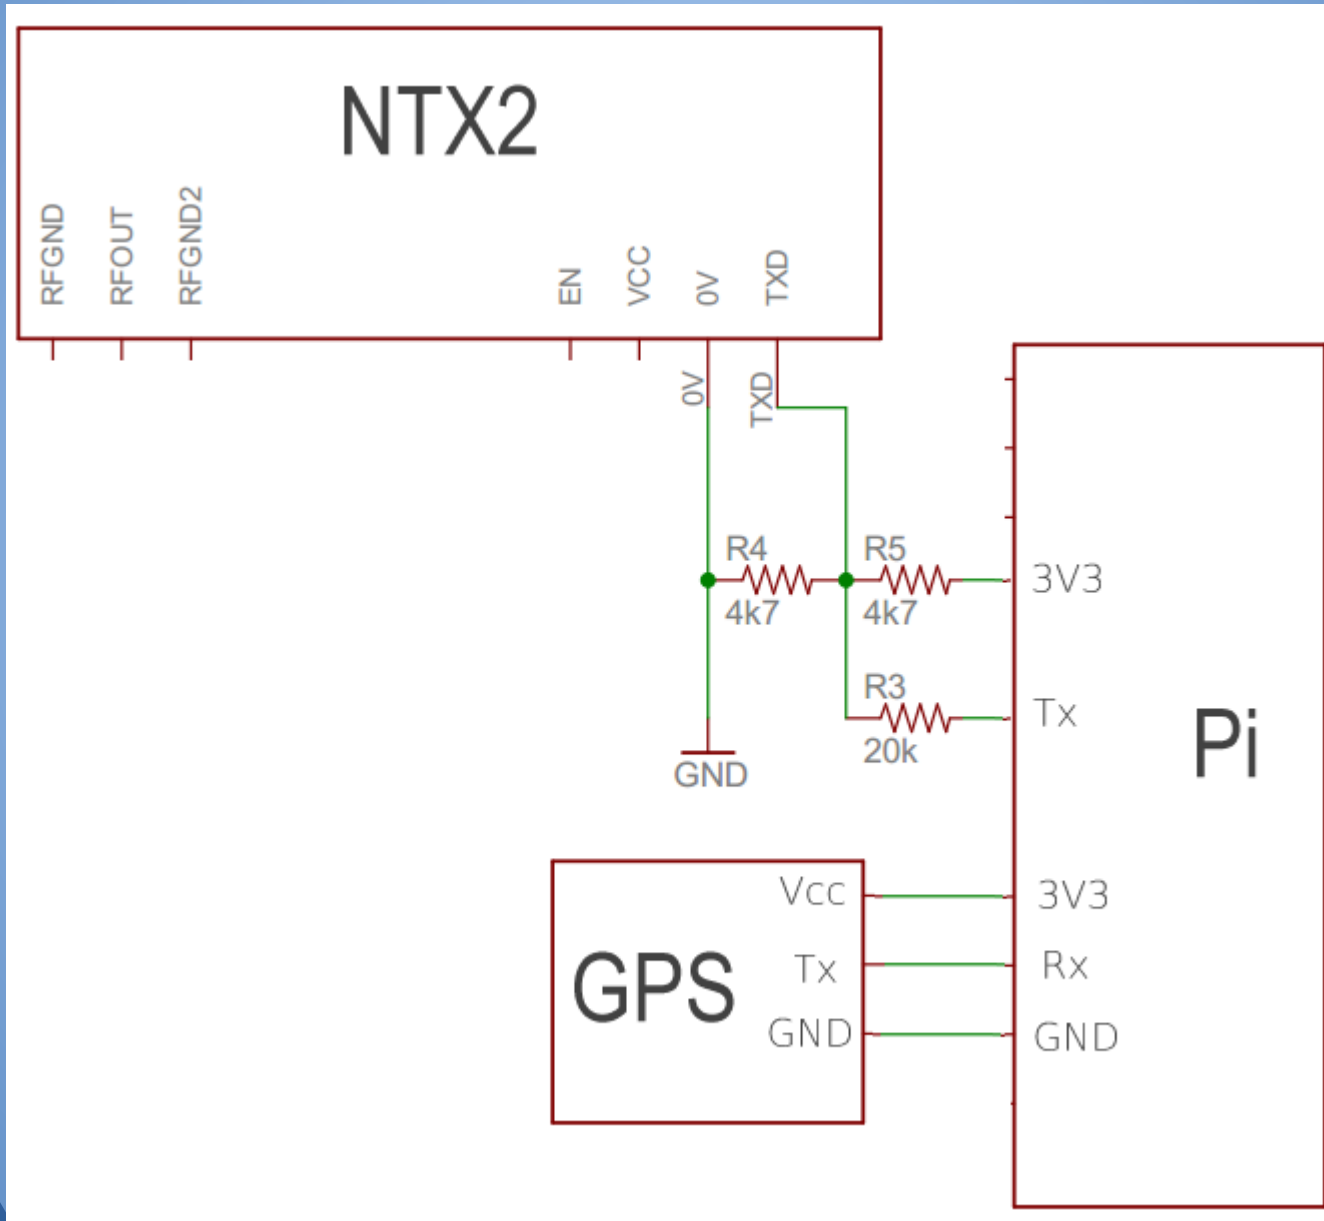 NTX2
RFGND
RFOUT
RFGND2
EN
VCC
0V
TXD
0V
TXD
R4
4k7
R5
4k7
3V3
R3
20k
Tx
Pi
GND
GPS
Vcc
Tx
GND
3V3
Rx
GND